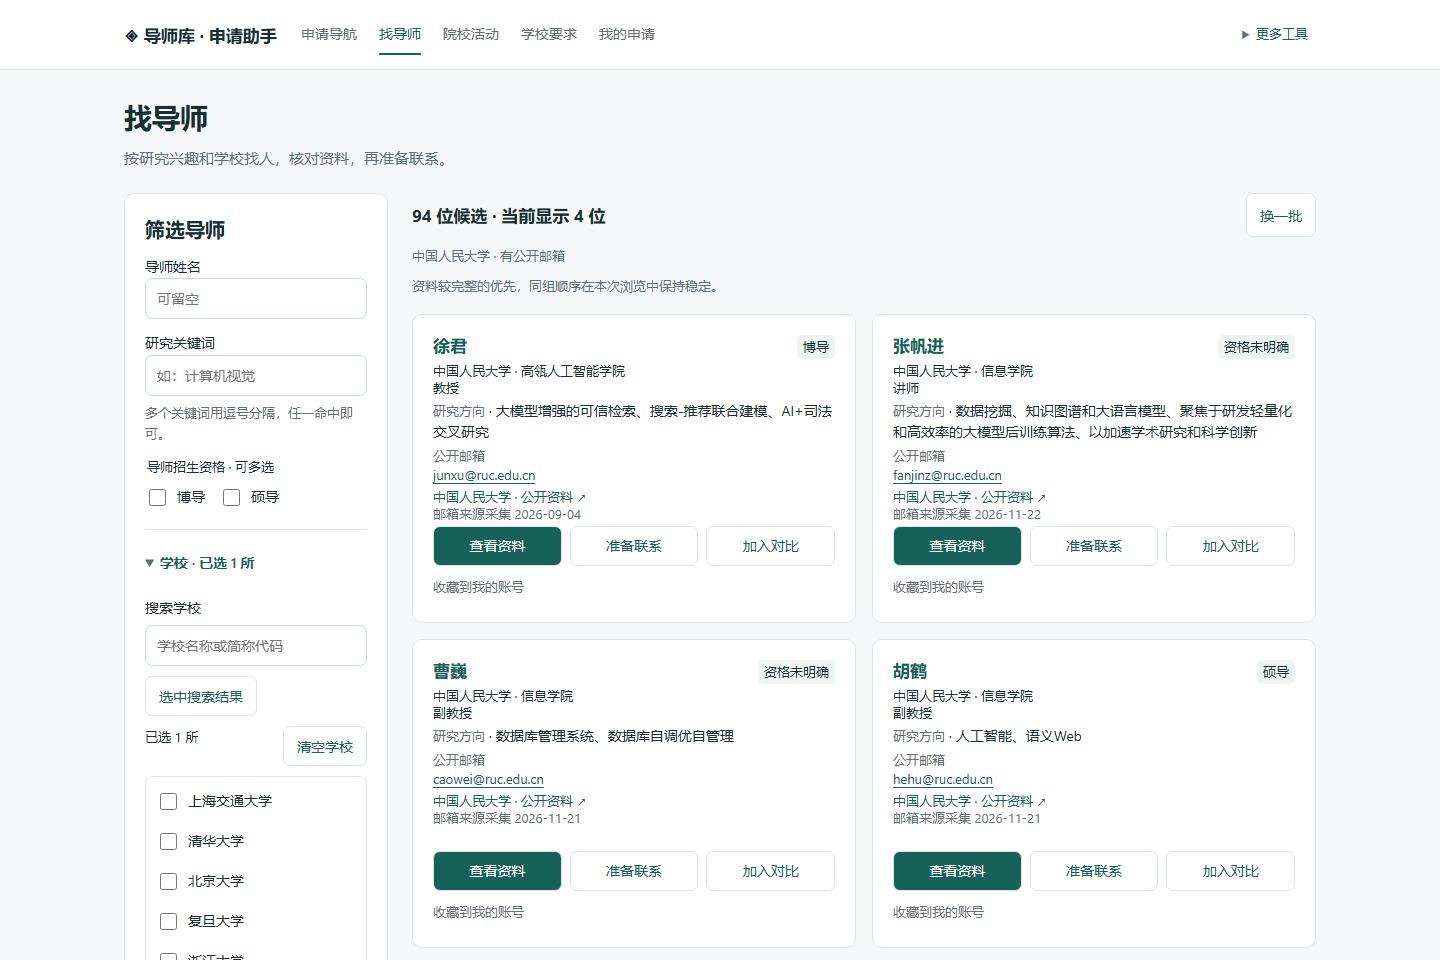 ◈ 导师库 · 申请助手
申请导航
找导师
院校活动
学校要求
我的申请
▶ 更多工具
找导师
按研究兴趣和学校找人，核对资料，再准备联系。
筛选导师
导师姓名
可留空
研究关键词
如：计算机视觉
多个关键词用逗号分隔，任一命中即
可。
导师招生资格 · 可多选
博导
硕导
▼ 学校 · 已选 1 所
搜索学校
学校名称或简称代码
选中搜索结果
已选 1 所
清空学校
上海交通大学
清华大学
北京大学
复旦大学
浙江大学
94 位候选 · 当前显示 4 位
换一批
中国人民大学 · 有公开邮箱
资料较完整的优先，同组顺序在本次浏览中保持稳定。
徐君
博导
中国人民大学 · 高瓴人工智能学院
教授
研究方向 · 大模型增强的可信检索、搜索-推荐联合建模、AI+司法
交叉研究
公开邮箱
junxu@ruc.edu.cn
中国人民大学 · 公开资料 ↗
邮箱来源采集 2026-09-04
查看资料
准备联系
加入对比
收藏到我的账号
张帆进
资格未明确
中国人民大学 · 信息学院
讲师
研究方向 · 数据挖掘、知识图谱和大语言模型、聚焦于研发轻量化
和高效率的大模型后训练算法、以加速学术研究和科学创新
公开邮箱
fanjinz@ruc.edu.cn
中国人民大学 · 公开资料 ↗
邮箱来源采集 2026-11-22
查看资料
准备联系
加入对比
收藏到我的账号
曹巍
资格未明确
中国人民大学 · 信息学院
副教授
研究方向 · 数据库管理系统、数据库自调优自管理
公开邮箱
caowei@ruc.edu.cn
中国人民大学 · 公开资料 ↗
邮箱来源采集 2026-11-21
查看资料
准备联系
加入对比
收藏到我的账号
胡鹤
硕导
中国人民大学 · 信息学院
副教授
研究方向 · 人工智能、语义Web
公开邮箱
hehu@ruc.edu.cn
中国人民大学 · 公开资料 ↗
邮箱来源采集 2026-11-21
查看资料
准备联系
加入对比
收藏到我的账号